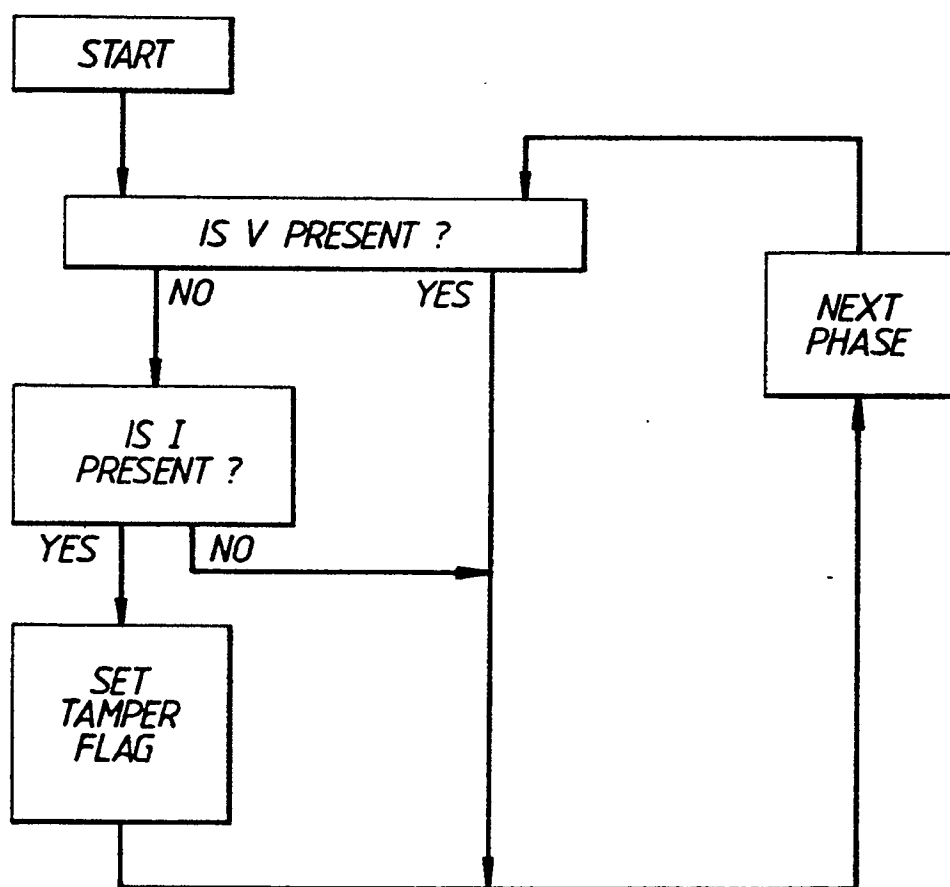 START
IS V PRESENT ?
NO
YES
NEXT
PHASE
IS I
PRESENT ?
YES
NO
SET
TAMPER
FLAG